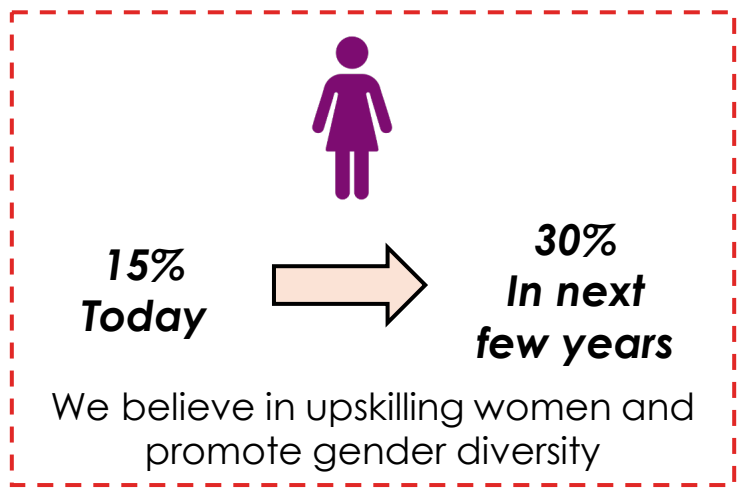 15%
Today
30%
In next
few years
We believe in upskilling women and
promote gender diversity